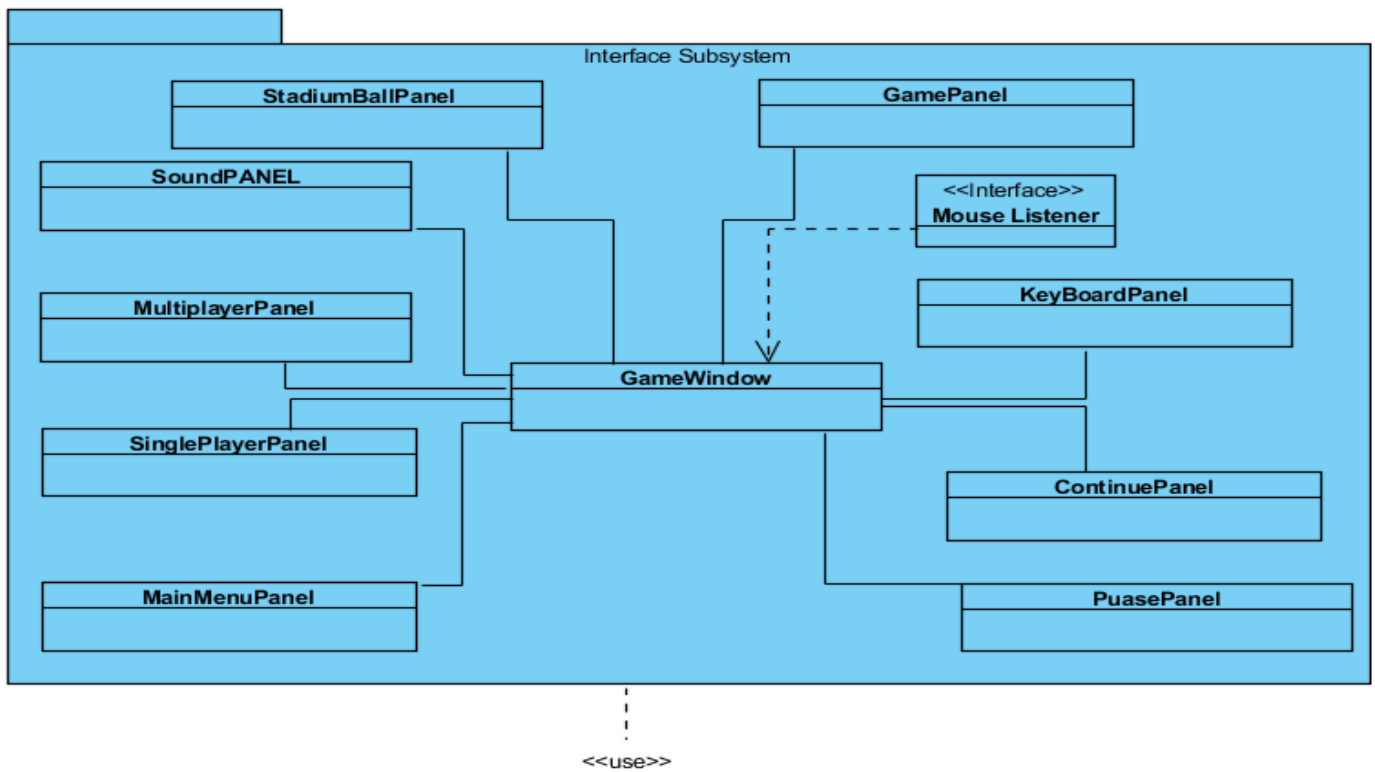 Interface Subsystem
StadiumBallPanel
GamePanel
SoundPANEL
<<Interface>>
Mouse Listener
MultiplayerPanel
KeyBoardPanel
GameWindow
SinglePlayerPanel
ContinuePanel
MainMenuPanel
PuasePanel
<<use>>